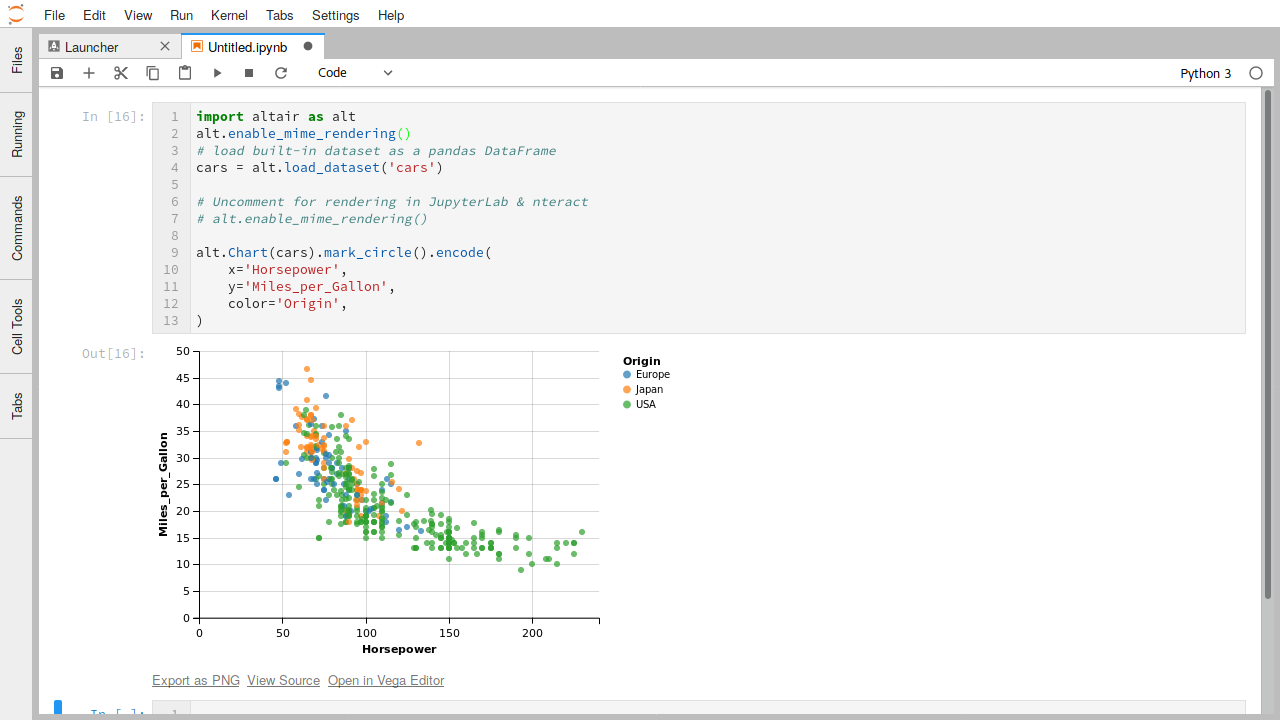 File Edit View Run Kernel Tabs Settings Help
Files
Running
Commands
Cell Tools
Tabs
Launcher
Untitled.ipynb
Code
Python 3
In [16]:
1 import altair as alt
2 alt.enable_mime_rendering()
3 # load built-in dataset as a pandas DataFrame
4 cars = alt.load_dataset('cars')
5
6 # Uncomment for rendering in JupyterLab & nteract
7 # alt.enable_mime_rendering()
8
9 alt.Chart(cars).mark_circle().encode(
10     x='Horsepower',
11     y='Miles_per_Gallon',
12     color='Origin',
13 )
Out[16]:
50
45
40
35
30
25
20
15
10
5
0
Miles_per_Gallon
0 50 100 150 200
Horsepower
Origin
Europe
Japan
USA
Export as PNG View Source Open in Vega Editor
In [ ]:
1